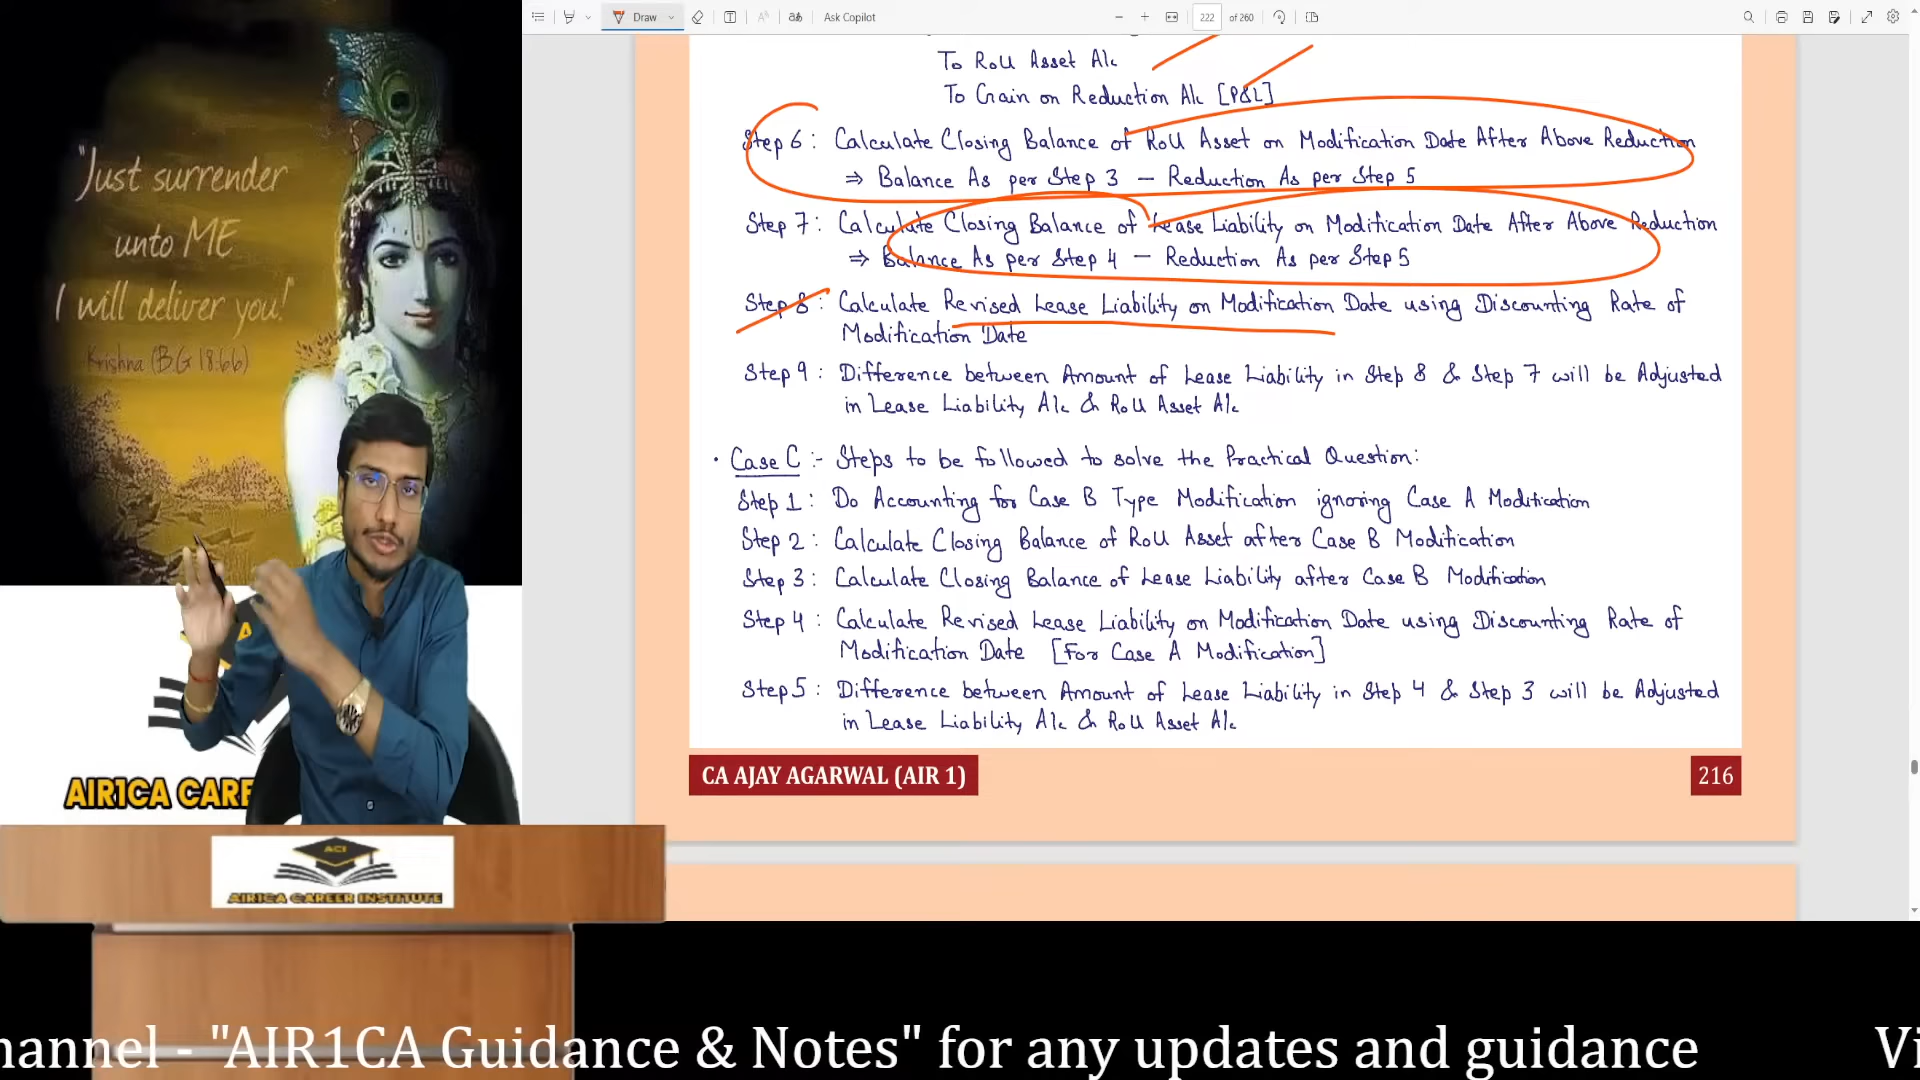 Draw
Ask Copilot
222
of 260
To RoU Asset A/c
To Gain on Reduction A/c [P&L]
Step 6: Calculate Closing Balance of RoU Asset on Modification Date After Above Reduction
⇒ Balance As per Step 3 – Reduction As per Step 5
Step 7: Calculate Closing Balance of Lease Liability on Modification Date After Above Reduction
⇒ Balance As per Step 4 – Reduction As per Step 5
Step 8: Calculate Revised Lease Liability on Modification Date using Discounting Rate of
Modification Date
Step 9: Difference between Amount of Lease Liability in Step 8 & Step 7 will be Adjusted
in Lease Liability A/c & RoU Asset A/c
• Case C :- Steps to be followed to solve the Practical Question:
Step 1: Do Accounting for Case B Type Modification ignoring Case A Modification
Step 2: Calculate Closing Balance of RoU Asset after Case B Modification
Step 3: Calculate Closing Balance of Lease Liability after Case B Modification
Step 4: Calculate Revised Lease Liability on Modification Date using Discounting Rate of
Modification Date [For Case A Modification]
Step 5: Difference between Amount of Lease Liability in Step 4 & Step 3 will be Adjusted
in Lease Liability A/c & RoU Asset A/c
CA AJAY AGARWAL (AIR 1)
216
"Just surrender
unto ME
I will deliver you!"
Krishna (B.G 18:66)
A
AIR1CA CARE
ACI
AIR1CA CAREER INSTITUTE
hannel - "AIR1CA Guidance & Notes" for any updates and guidance
Vi